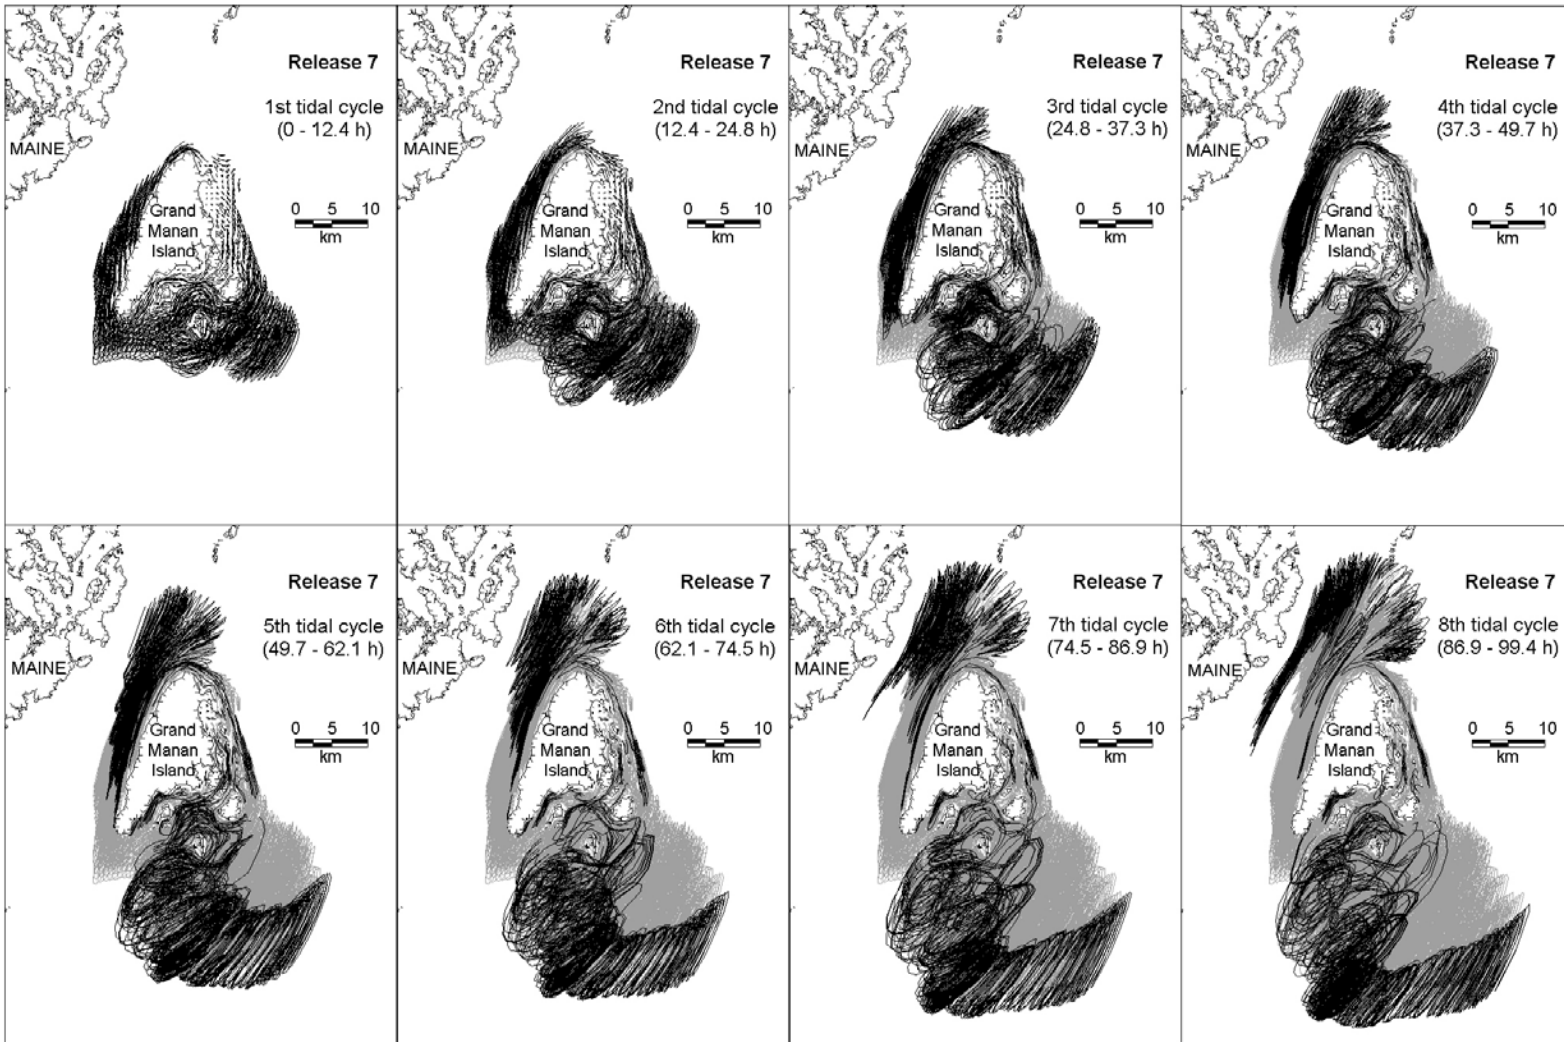 Release 7
1st tidal cycle
(0 - 12.4 h)
MAINE
Grand
Manan
Island
0 5 10
km
Release 7
2nd tidal cycle
(12.4 - 24.8 h)
MAINE
Grand
Manan
Island
0 5 10
km
Release 7
3rd tidal cycle
(24.8 - 37.3 h)
MAINE
Grand
Manan
Island
0 5 10
km
Release 7
4th tidal cycle
(37.3 - 49.7 h)
MAINE
Grand
Manan
Island
0 5 10
km
Release 7
5th tidal cycle
(49.7 - 62.1 h)
MAINE
Grand
Manan
Island
0 5 10
km
Release 7
6th tidal cycle
(62.1 - 74.5 h)
MAINE
Grand
Manan
Island
0 5 10
km
Release 7
7th tidal cycle
(74.5 - 86.9 h)
MAINE
Grand
Manan
Island
0 5 10
km
Release 7
8th tidal cycle
(86.9 - 99.4 h)
MAINE
Grand
Manan
Island
0 5 10
km